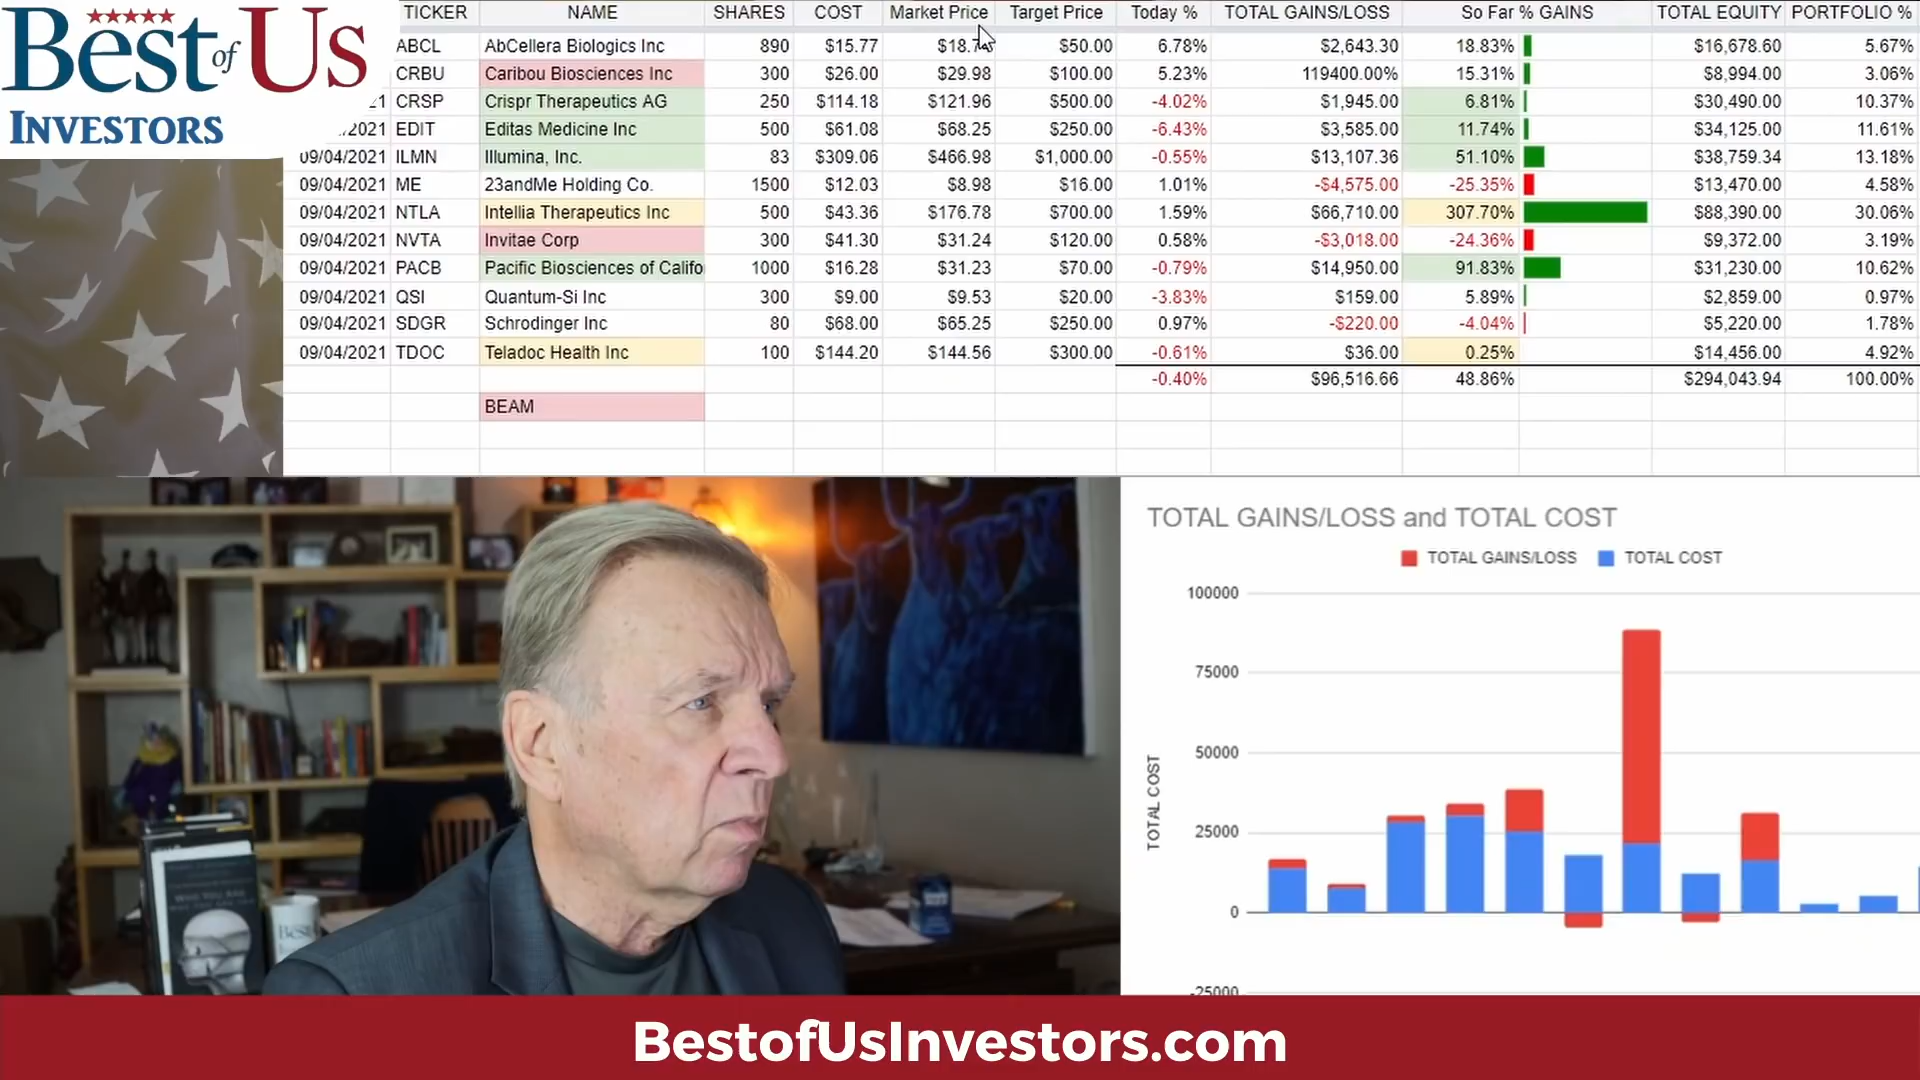 Best of Us
INVESTORS
TICKER NAME SHARES COST Market Price Target Price Today % TOTAL GAINS/LOSS So Far % GAINS TOTAL EQUITY PORTFOLIO %
ABCL AbCellera Biologics Inc 890 $15.77 $50.00 6.78% $2,643.30 18.83% $16,678.60 5.67%
CRBU Caribou Biosciences Inc 300 $26.00 $29.98 $100.00 5.23% 119400.00% 15.31% $8,994.00 3.06%
CRSP Crispr Therapeutics AG 250 $114.18 $121.96 $500.00 -4.02% $1,945.00 6.81% $30,490.00 10.37%
EDIT Editas Medicine Inc 500 $61.08 $68.25 $250.00 -6.43% $3,585.00 11.74% $34,125.00 11.61%
09/04/2021 ILMN Illumina, Inc. 83 $309.06 $466.98 $1,000.00 -0.55% $13,107.36 51.10% $38,759.34 13.18%
09/04/2021 ME 23andMe Holding Co. 1500 $12.03 $8.98 $16.00 1.01% -$4,575.00 -25.35% $13,470.00 4.58%
09/04/2021 NTLA Intellia Therapeutics Inc 500 $43.36 $176.78 $700.00 1.59% $66,710.00 307.70% $88,390.00 30.06%
09/04/2021 NVTA Invitae Corp 300 $41.30 $31.24 $120.00 0.58% -$3,018.00 -24.36% $9,372.00 3.19%
09/04/2021 PACB Pacific Biosciences of Califo 1000 $16.28 $31.23 $70.00 -0.79% $14,950.00 91.83% $31,230.00 10.62%
09/04/2021 QSI Quantum-Si Inc 300 $9.00 $9.53 $20.00 -3.83% $159.00 5.89% $2,859.00 0.97%
09/04/2021 SDGR Schrodinger Inc 80 $68.00 $65.25 $250.00 0.97% -$220.00 -4.04% $5,220.00 1.78%
09/04/2021 TDOC Teladoc Health Inc 100 $144.20 $144.56 $300.00 -0.61% $36.00 0.25% $14,456.00 4.92%
-0.40% $96,516.66 48.86% $294,043.94 100.00%
BEAM
TOTAL GAINS/LOSS and TOTAL COST
TOTAL GAINS/LOSS TOTAL COST
100000
75000
50000
25000
0
-25000
TOTAL COST
WHO YOU ARE
BEST
BestofUsInvestors.com